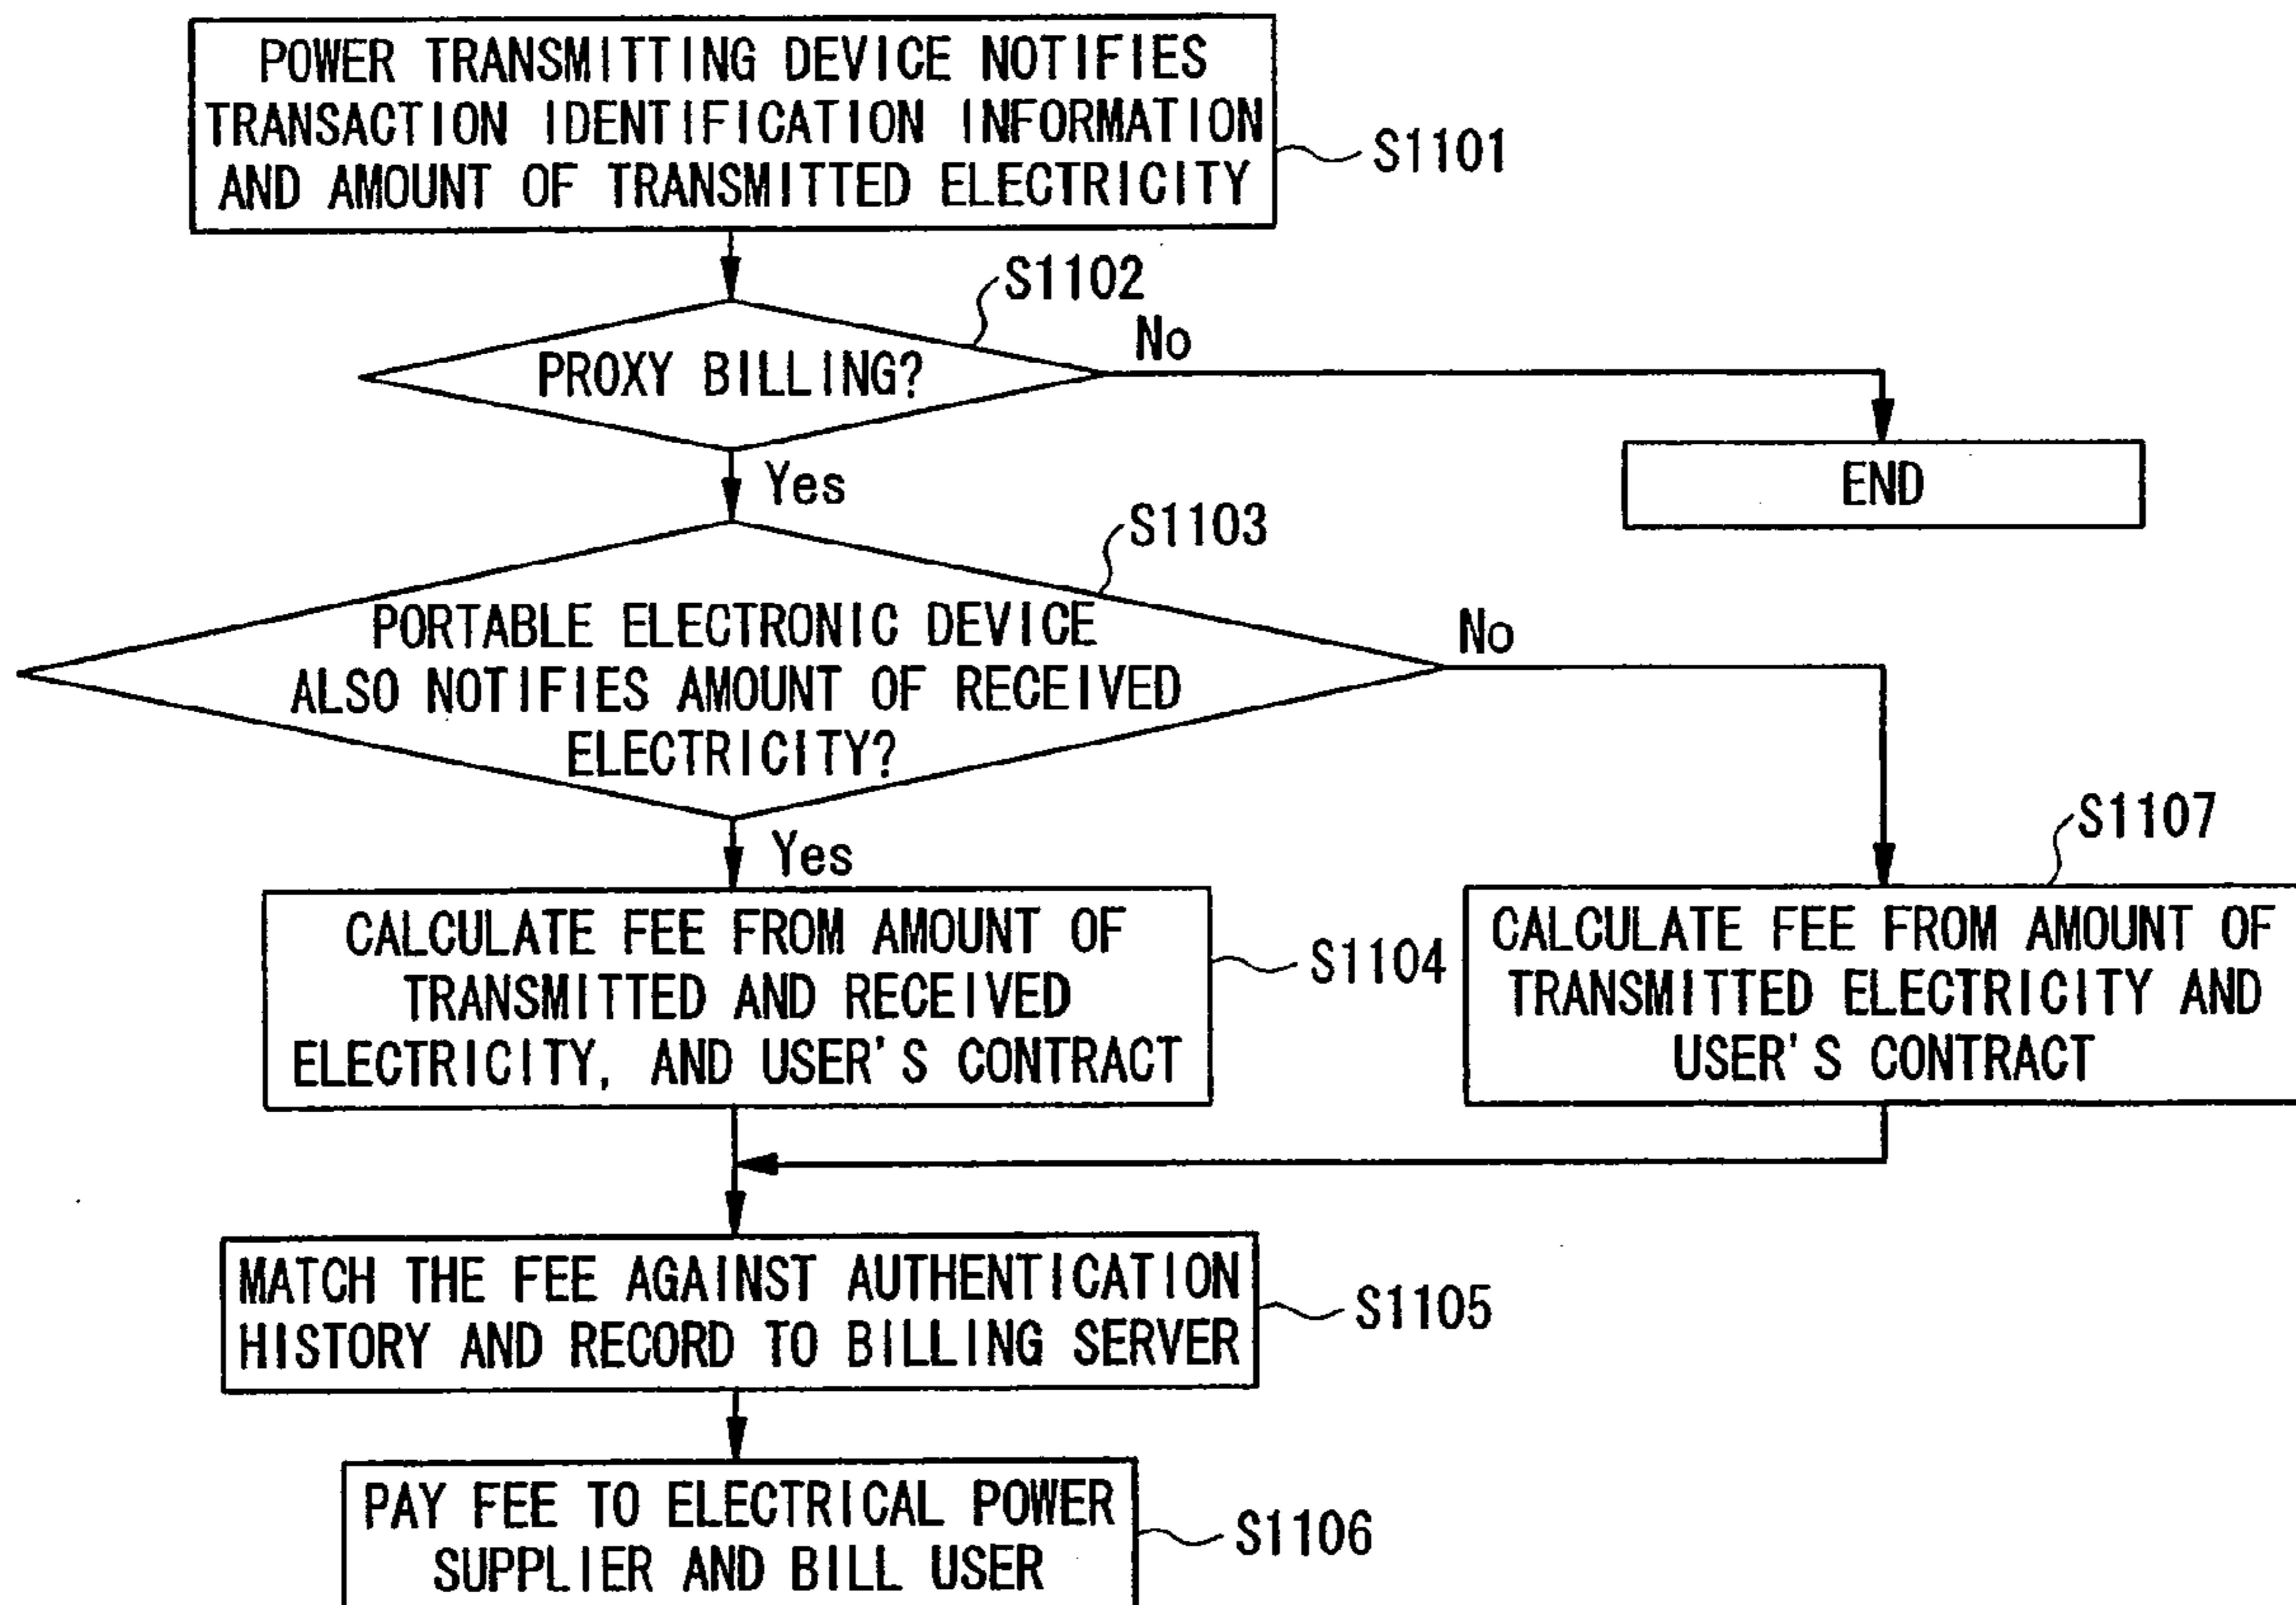 POWER TRANSMITTING DEVICE NOTIFIES
TRANSACTION IDENTIFICATION INFORMATION
AND AMOUNT OF TRANSMITTED ELECTRICITY
S1101
S1102
PROXY BILLING?
No
END
Yes
S1103
PORTABLE ELECTRONIC DEVICE
ALSO NOTIFIES AMOUNT OF RECEIVED
ELECTRICITY?
No
Yes
S1107
CALCULATE FEE FROM AMOUNT OF
TRANSMITTED AND RECEIVED
ELECTRICITY, AND USER'S CONTRACT
S1104
CALCULATE FEE FROM AMOUNT OF
TRANSMITTED ELECTRICITY AND
USER'S CONTRACT
MATCH THE FEE AGAINST AUTHENTICATION
HISTORY AND RECORD TO BILLING SERVER
S1105
PAY FEE TO ELECTRICAL POWER
SUPPLIER AND BILL USER
S1106